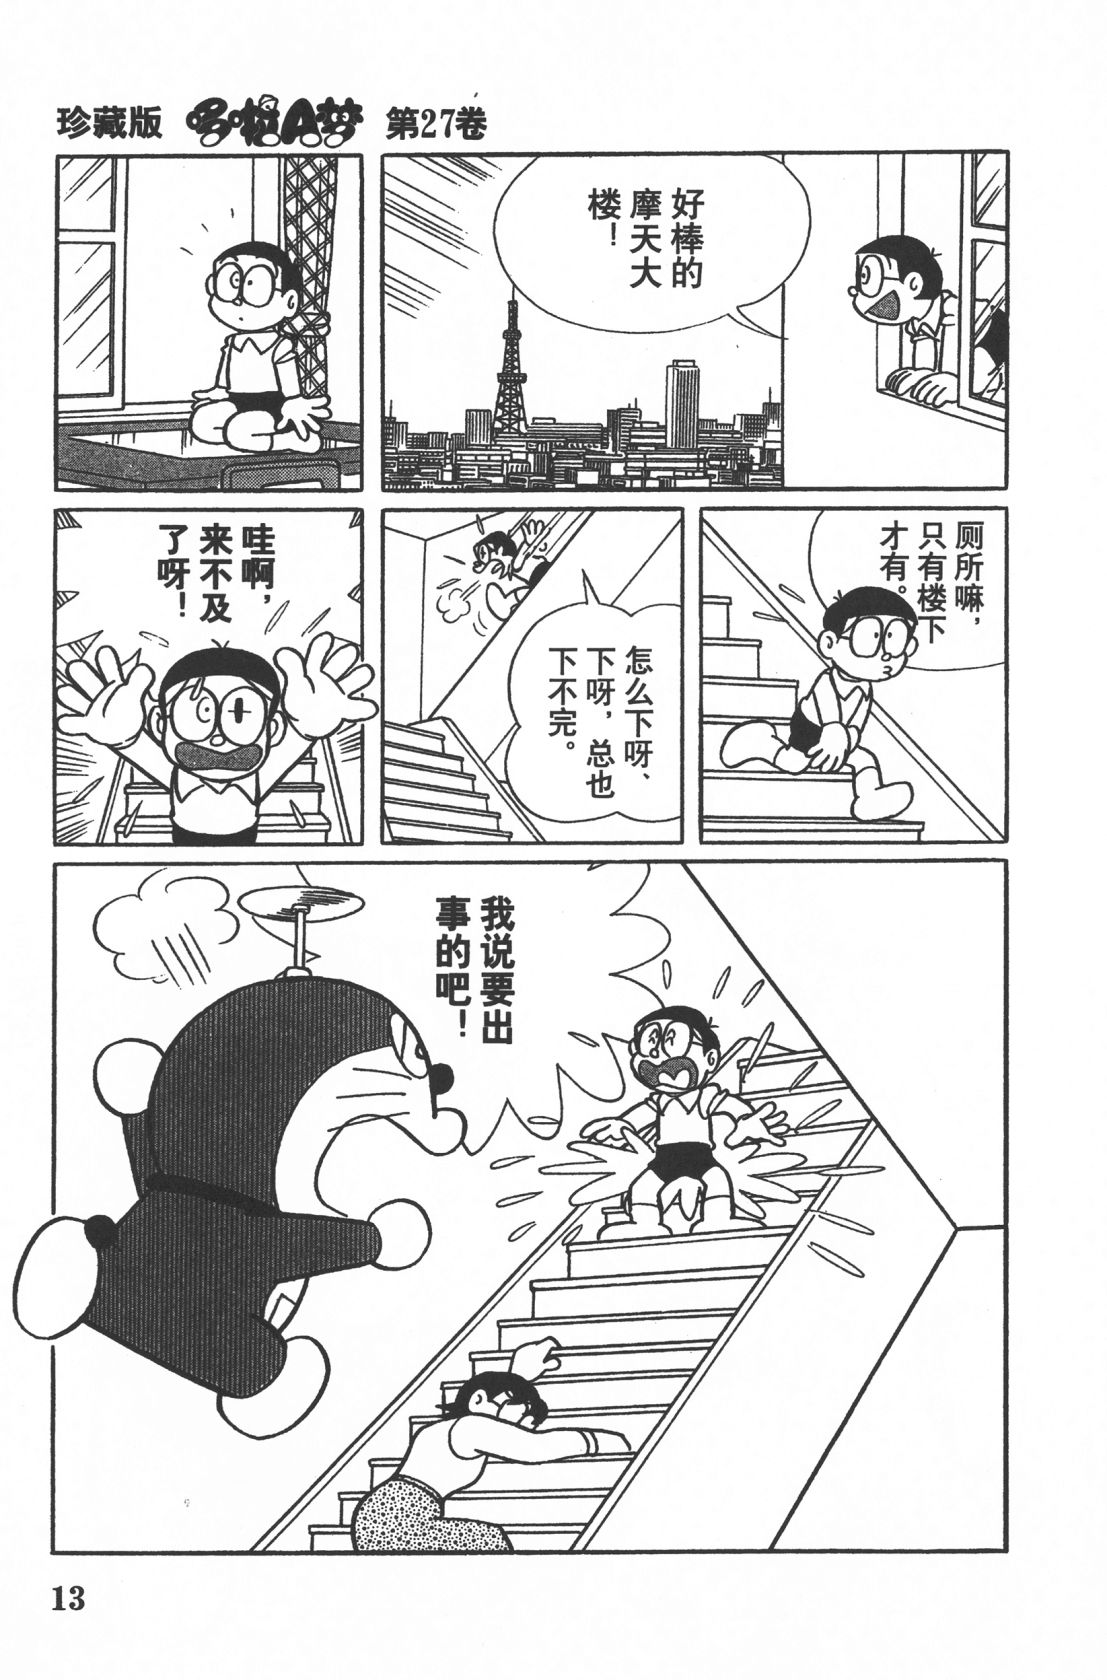 珍藏版 哆啦A梦 第27卷
好棒的
摩天大
楼！
厕所嘛，
只有楼下
才有。
怎么下呀、
下呀，总也
下不完。
哇啊，
来不及
了呀！
我说要出
事的吧！
13